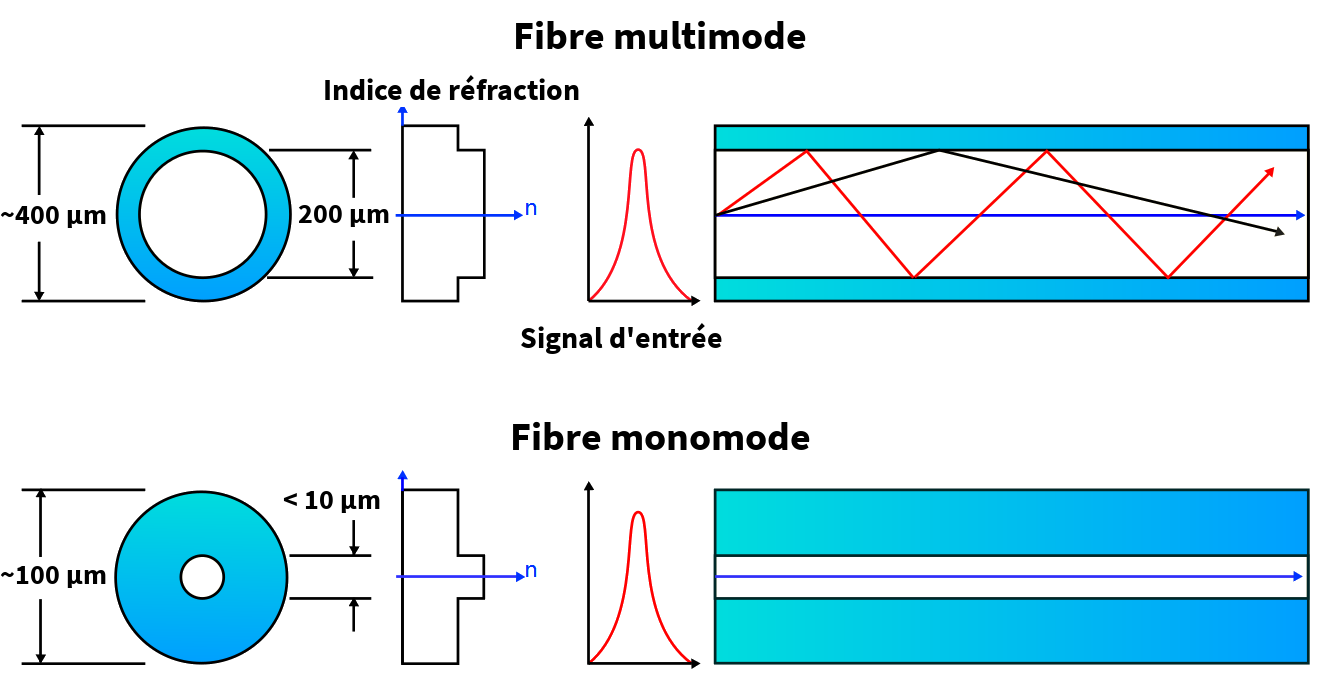 Fibre multimode
Indice de réfraction
~400 µm
200 µm
n
Signal d'entrée
Fibre monomode
< 10 µm
~100 µm
n